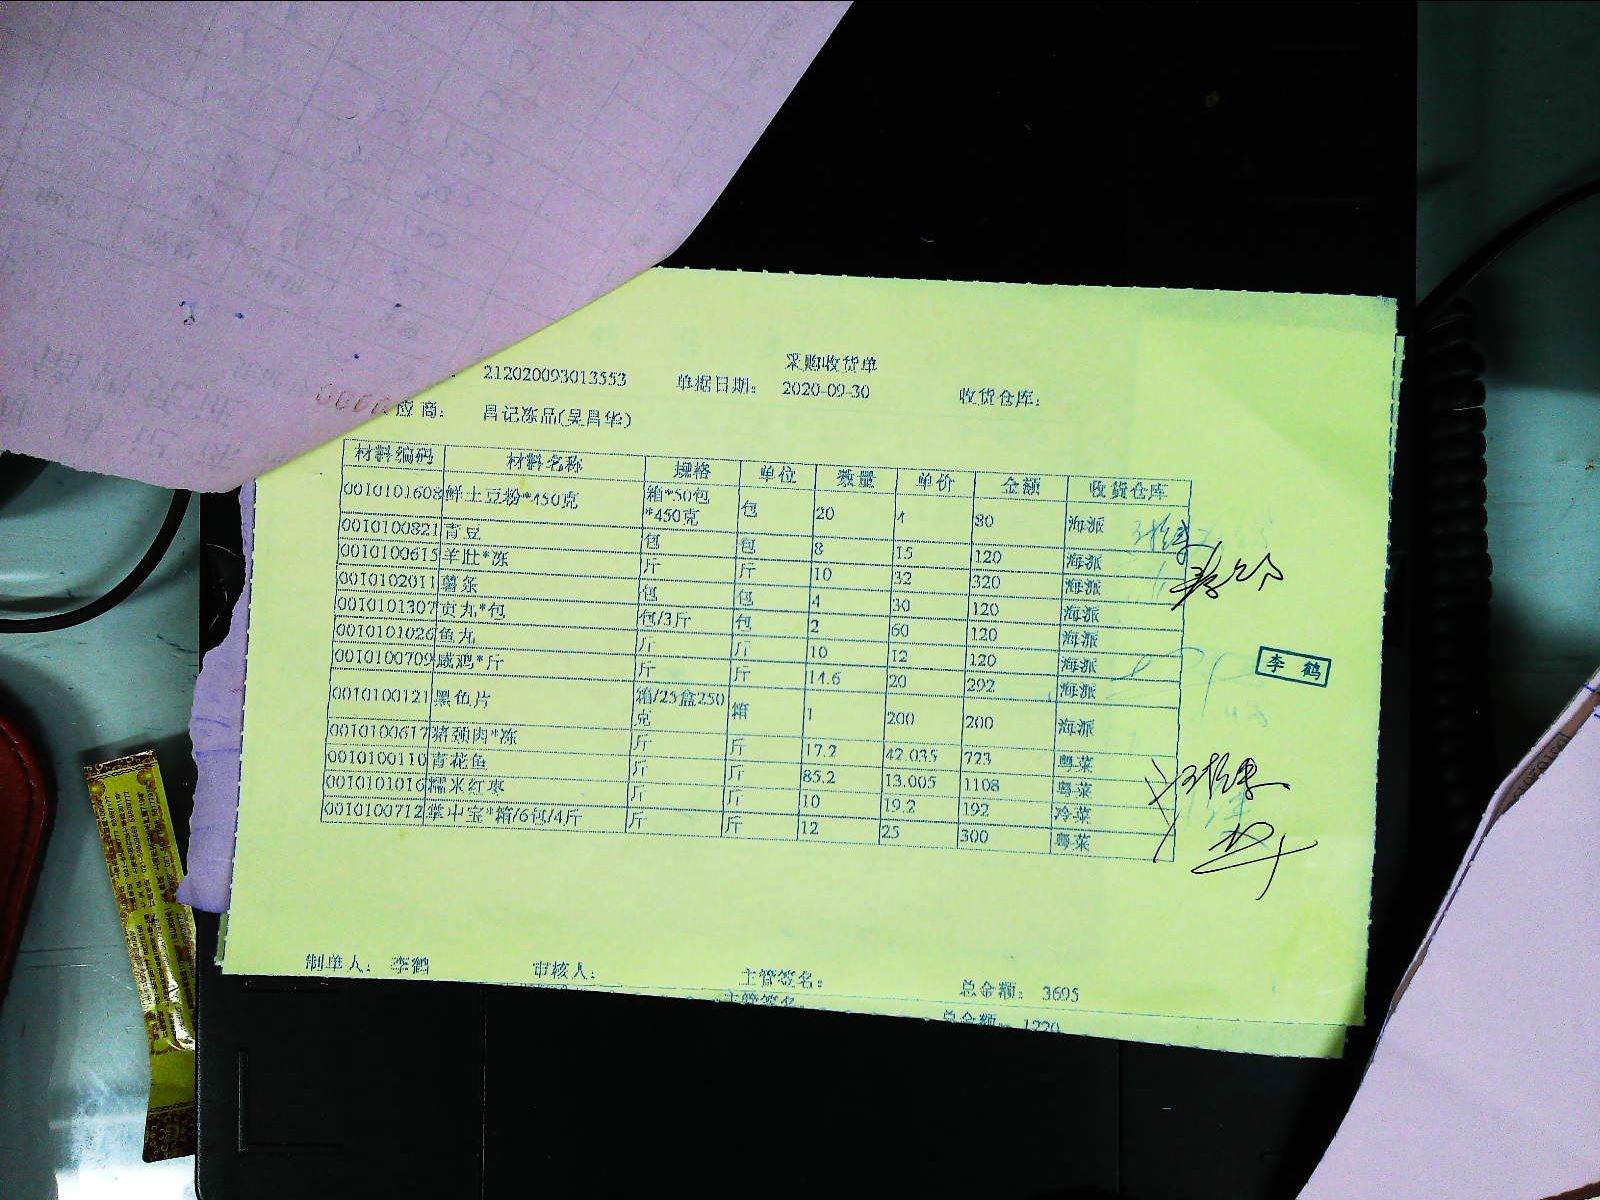 采购收货单
212020093013553 单据日期： 2020-09-30 收货仓库：
应商： 昌记冻品(吴昌华)
材料编码 材料名称 规格 单位 数量 单价 金额 收货仓库
0010101608 鲜土豆粉*450克 箱*50包*450克 包 20 4 80 海派
0010100821 青豆 包 包 8 15 120 海派
0010100615 羊肚*冻 斤 斤 10 32 320 海派
0010102011 薯条 包 包 4 30 120 海派
0010101307 贡丸*包 包/3斤 包 2 60 120 海派
0010101026 鱼丸 斤 斤 10 12 120 海派
0010100709 咸鸡*斤 斤 斤 14.6 20 292 海派
0010100121 黑鱼片 箱/25盒250克 箱 1 200 200 海派
0010100617 猪颈肉*冻 斤 斤 17.2 42.035 723 粤菜
0010100110 青花鱼 斤 斤 85.2 13.005 1108 粤菜
0010101016 糯米红枣 斤 斤 10 19.2 192 冷菜
0010100712 掌中宝*箱/6包/4斤 斤 斤 12 25 300 粤菜
李鹤
制单人： 李鹤 审核人： 主管签名： 总金额： 3695
主管签名 总金额： 1220